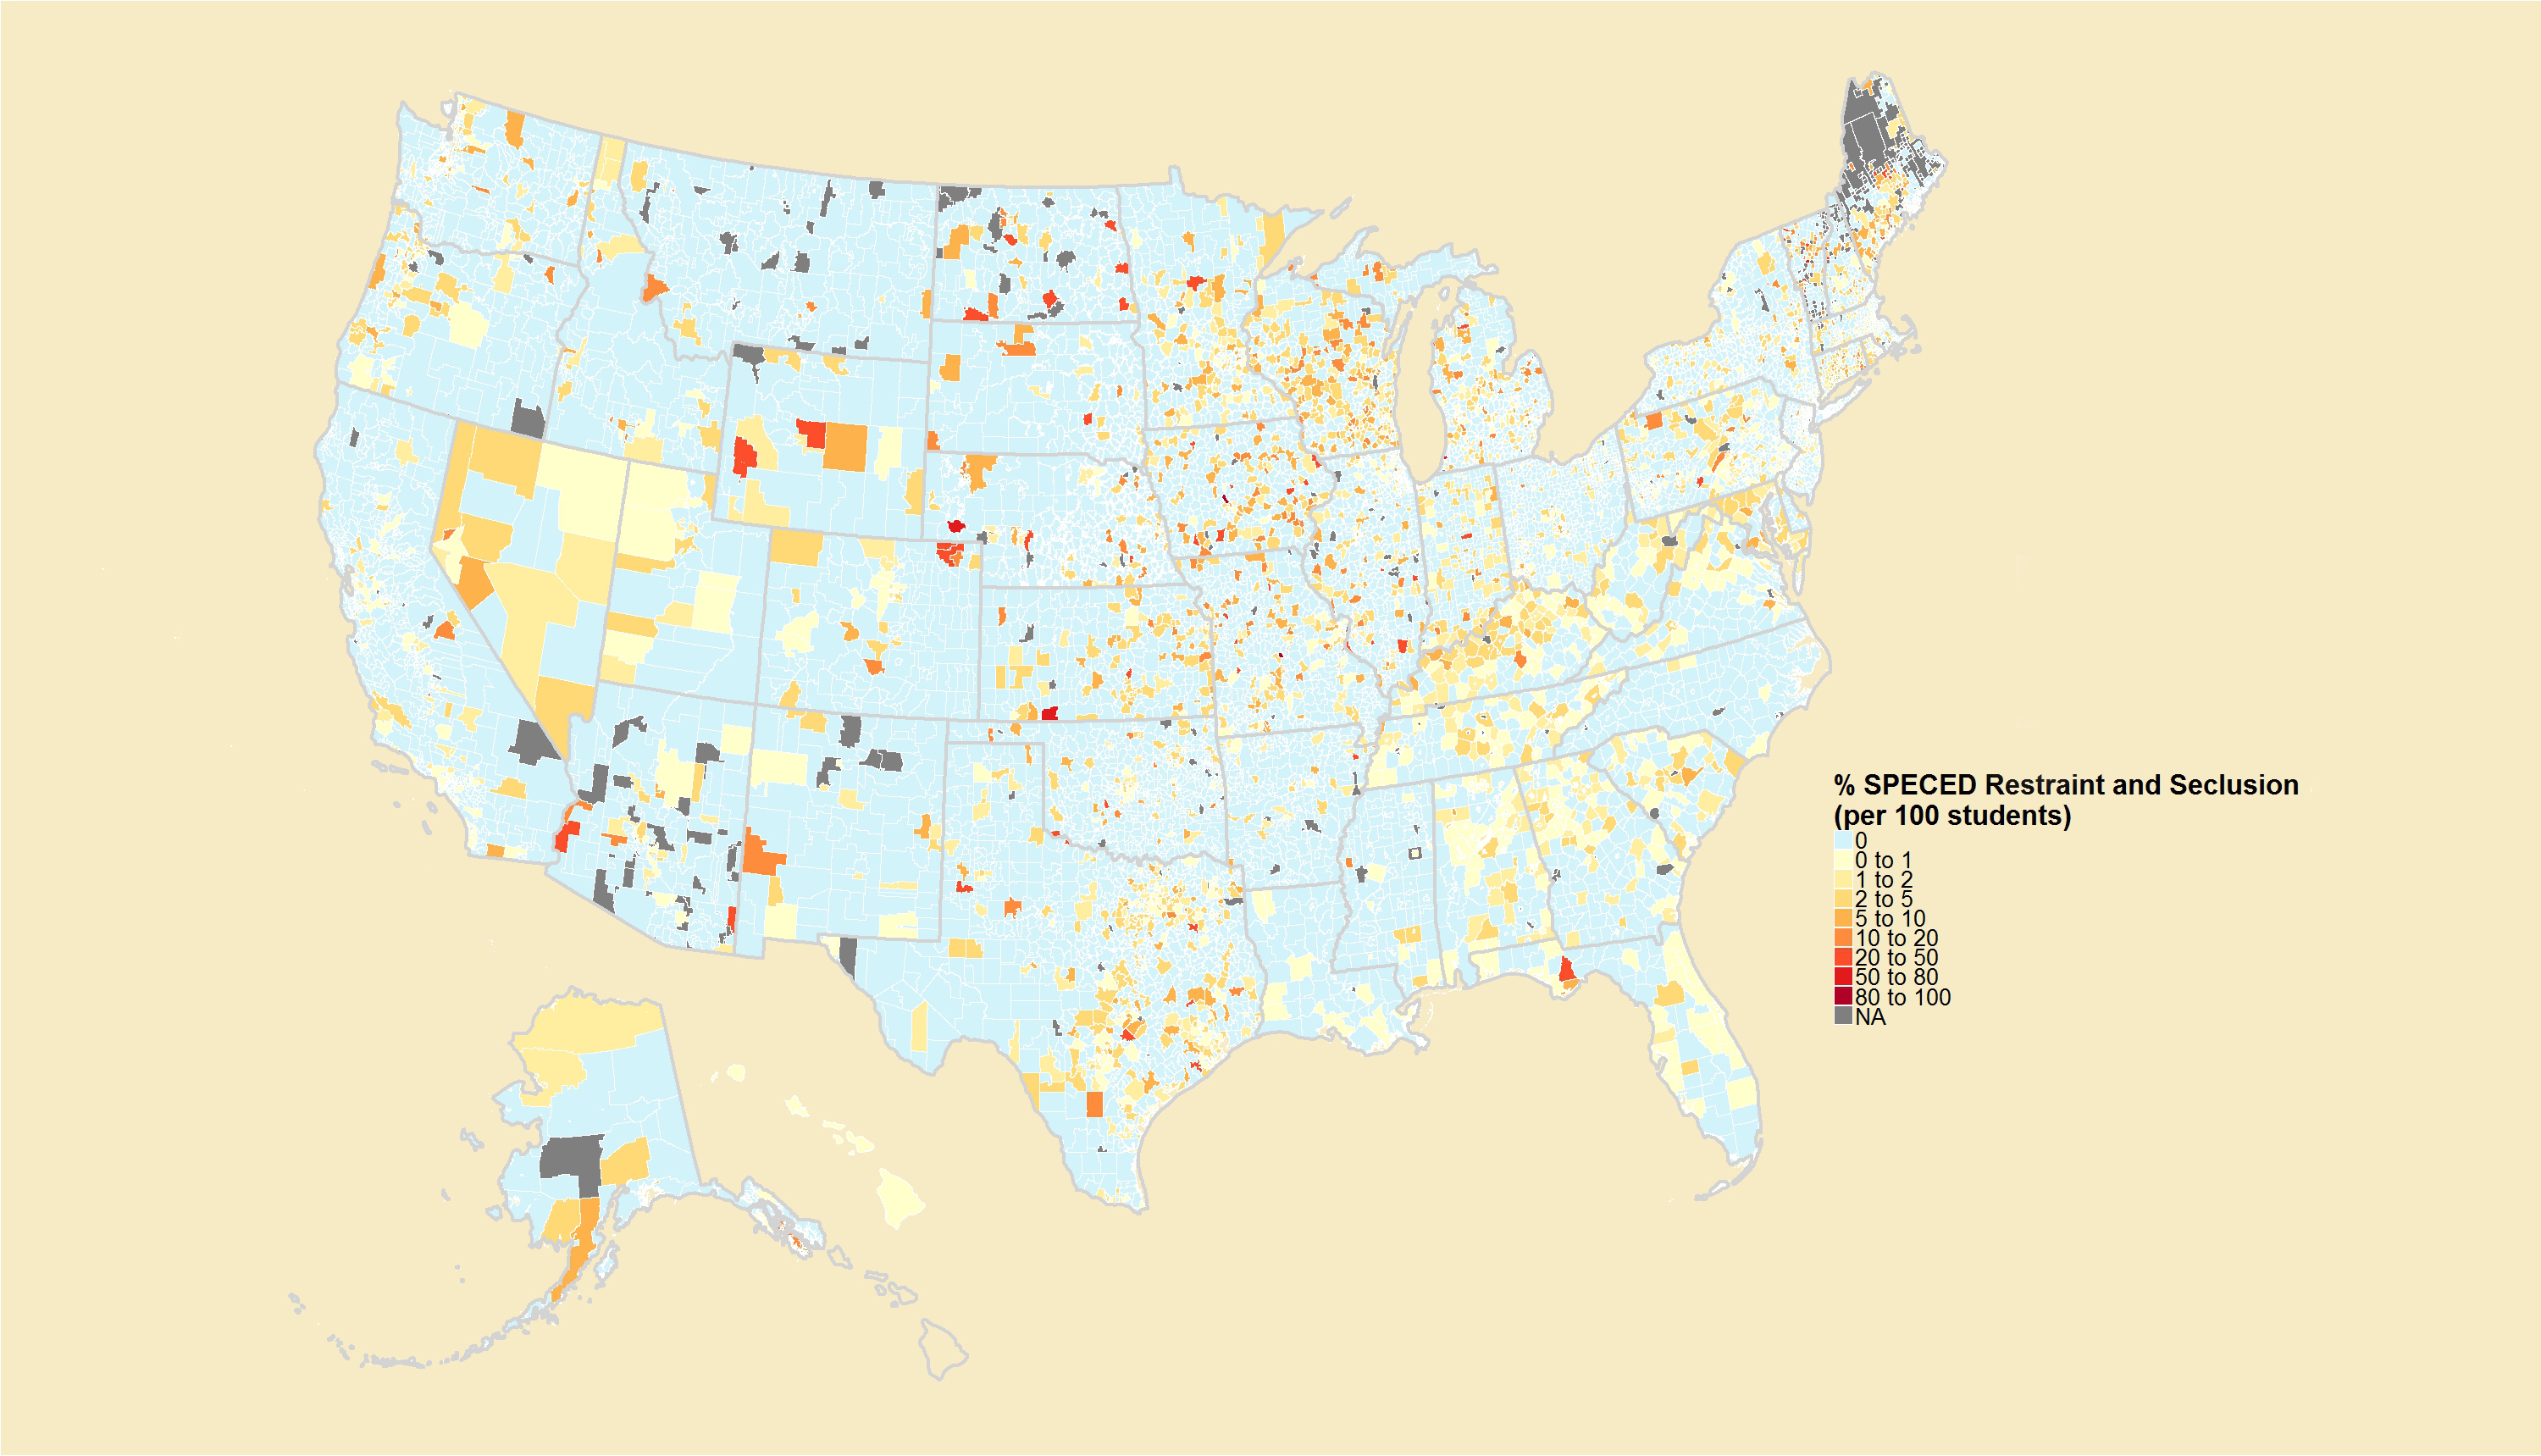 % SPECED Restraint and Seclusion
(per 100 students)
0
0 to 1
1 to 2
2 to 5
5 to 10
10 to 20
20 to 50
50 to 80
80 to 100
NA